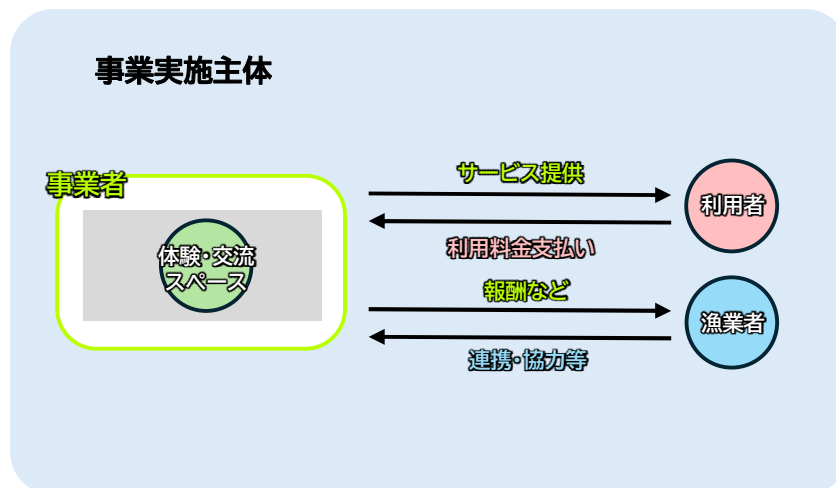 事業実施主体
事業者
体験・交流
スペース
サービス提供
利用料金支払い
報酬など
連携・協力等
利用者
漁業者